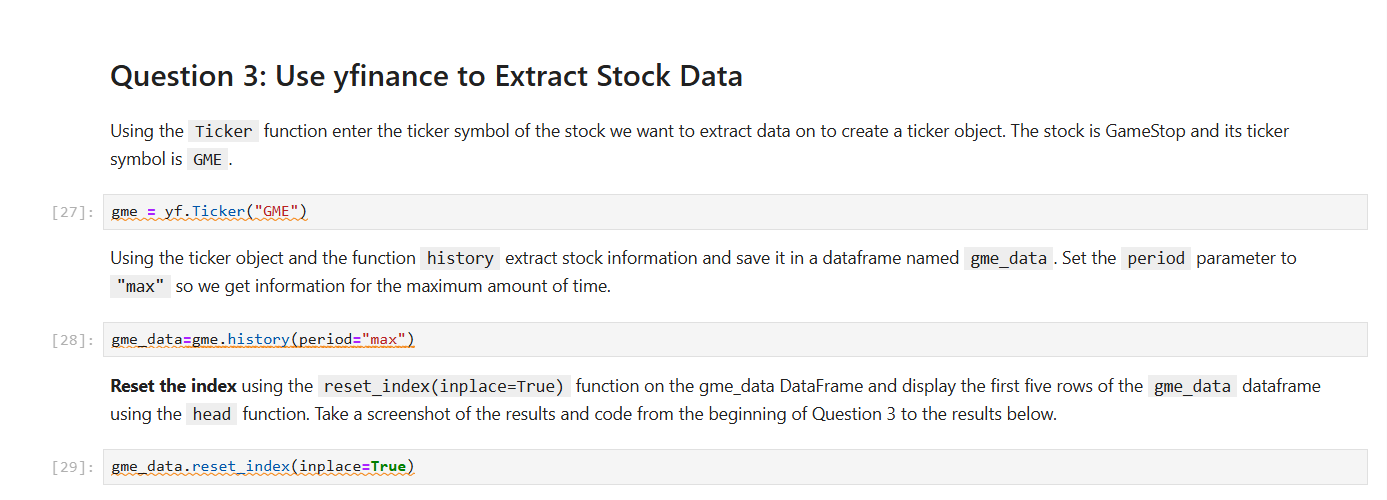 Question 3: Use yfinance to Extract Stock Data
Using the Ticker function enter the ticker symbol of the stock we want to extract data on to create a ticker object. The stock is GameStop and its ticker
symbol is GME .
[27]: gme = yf.Ticker("GME")
Using the ticker object and the function history extract stock information and save it in a dataframe named gme_data . Set the period parameter to
"max" so we get information for the maximum amount of time.
[28]: gme_data=gme.history(period="max")
Reset the index using the reset_index(inplace=True) function on the gme_data DataFrame and display the first five rows of the gme_data dataframe
using the head function. Take a screenshot of the results and code from the beginning of Question 3 to the results below.
[29]: gme_data.reset_index(inplace=True)